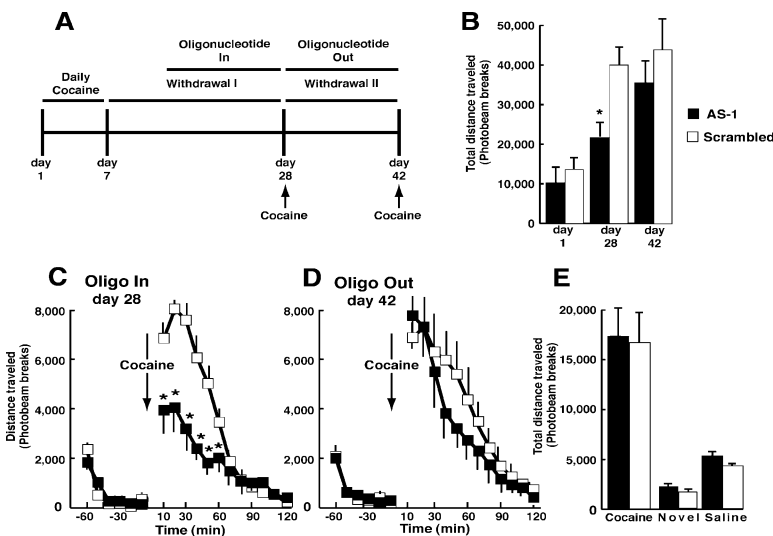 A
Oligonucleotide Oligonucleotide
In Out
Daily
Cocaine
Withdrawal I Withdrawal II
day day day day
1 7 28 42
Cocaine Cocaine
B
Total distance traveled
(Photobeam breaks)
50,000
40,000
30,000
20,000
10,000
0
*
day day day
1 28 42
AS-1
Scrambled
C
Oligo In
day 28
Distance traveled
(Photobeam breaks)
8,000
6,000
4,000
2,000
0
Cocaine
* * * * * *
-60 -30 10 30 60 90 120
Time (min)
D
Oligo Out
day 42
8,000
6,000
4,000
2,000
0
Cocaine
-60 -30 10 30 60 90 120
Time (min)
E
Total distance traveled
(Photobeam breaks)
20,000
15,000
10,000
5,000
0
Cocaine Novel Saline